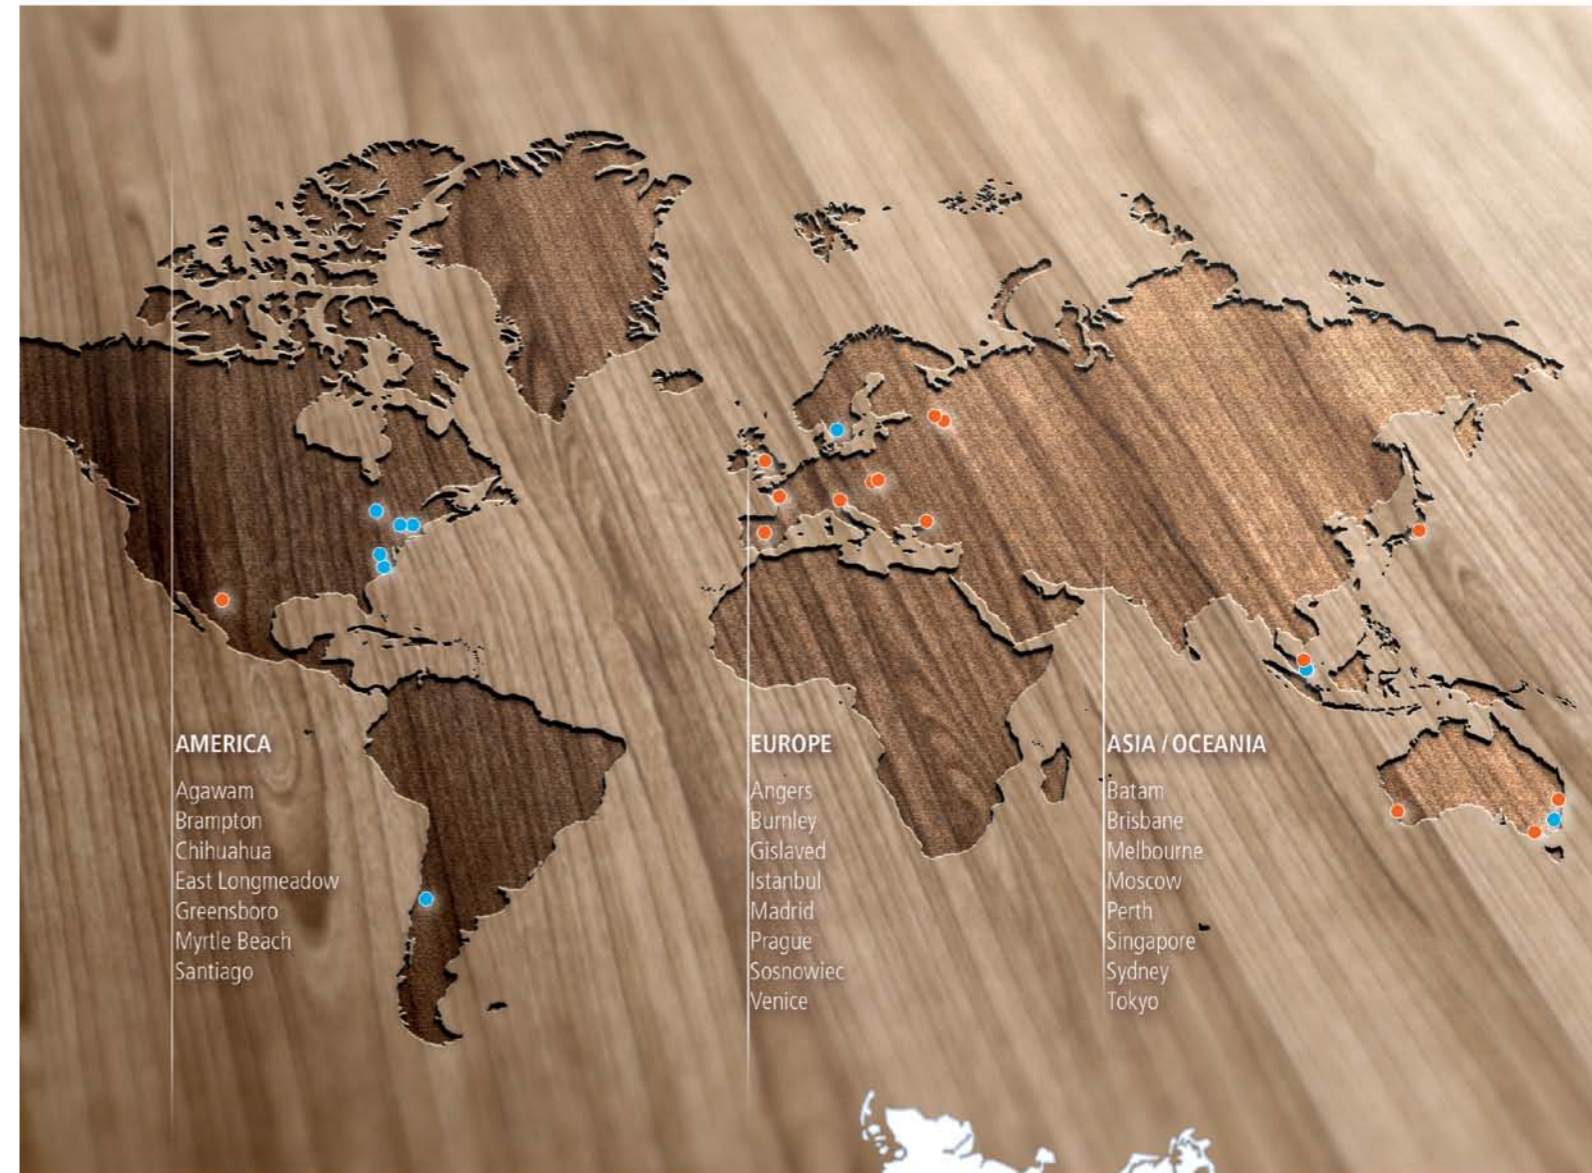 AMERICA
Agawam
Brampton
Chihuahua
East Longmeadow
Greensboro
Myrtle Beach
Santiago
EUROPE
Angers
Burnley
Gislaved
Istanbul
Madrid
Prague
Sosnowiec
Venice
ASIA / OCEANIA
Batam
Brisbane
Melbourne
Moscow
Perth
Singapore
Sydney
Tokyo